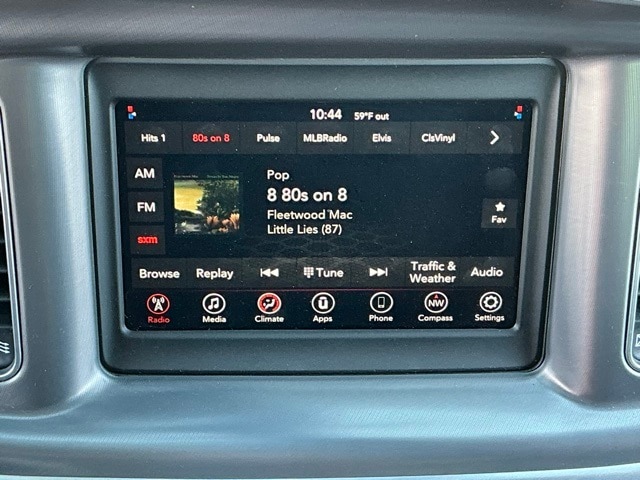 10:44 59°F out
Hits 1 80s on 8 Pulse MLBRadio Elvis ClsVinyl
AM
FM
sxm
Pop
8 80s on 8
Fleetwood Mac
Little Lies (87)
Fav
Browse Replay Tune Traffic & Weather Audio
NW
Radio Media Climate Apps Phone Compass Settings